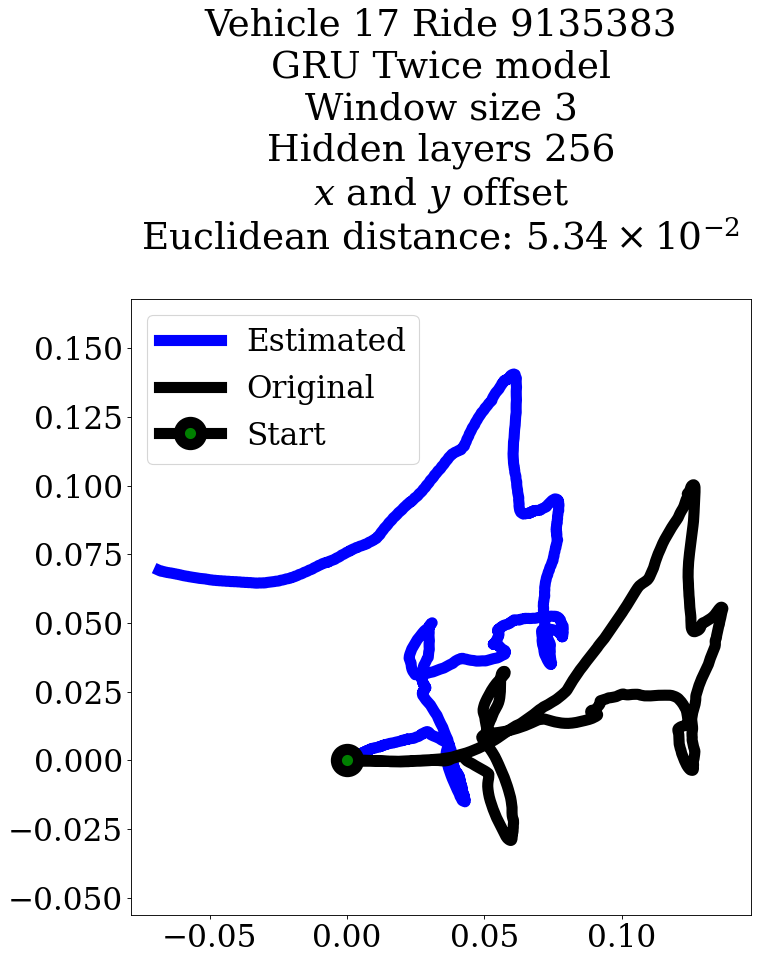 Vehicle 17 Ride 9135383
GRU Twice model
Window size 3
Hidden layers 256
x and y offset
Euclidean distance: 5.34 × 10⁻²
Estimated
Original
Start
0.150
0.125
0.100
0.075
0.050
0.025
0.000
−0.025
−0.050
−0.05 0.00 0.05 0.10